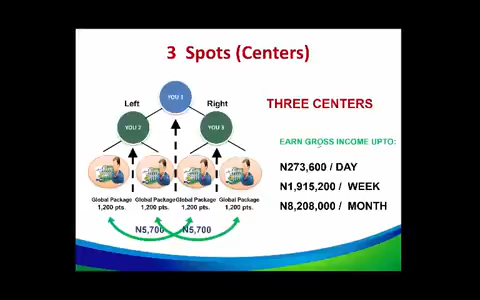 3 Spots (Centers)
YOU 1
Left
Right
YOU 2
YOU 3
THREE CENTERS
EARN GROSS INCOME UPTO:
N273,600 / DAY
N1,915,200 / WEEK
N8,208,000 / MONTH
Global Package
1,200 pts.
Global Package
1,200 pts.
Global Package
1,200 pts.
Global Package
1,200 pts.
N5,700
N5,700